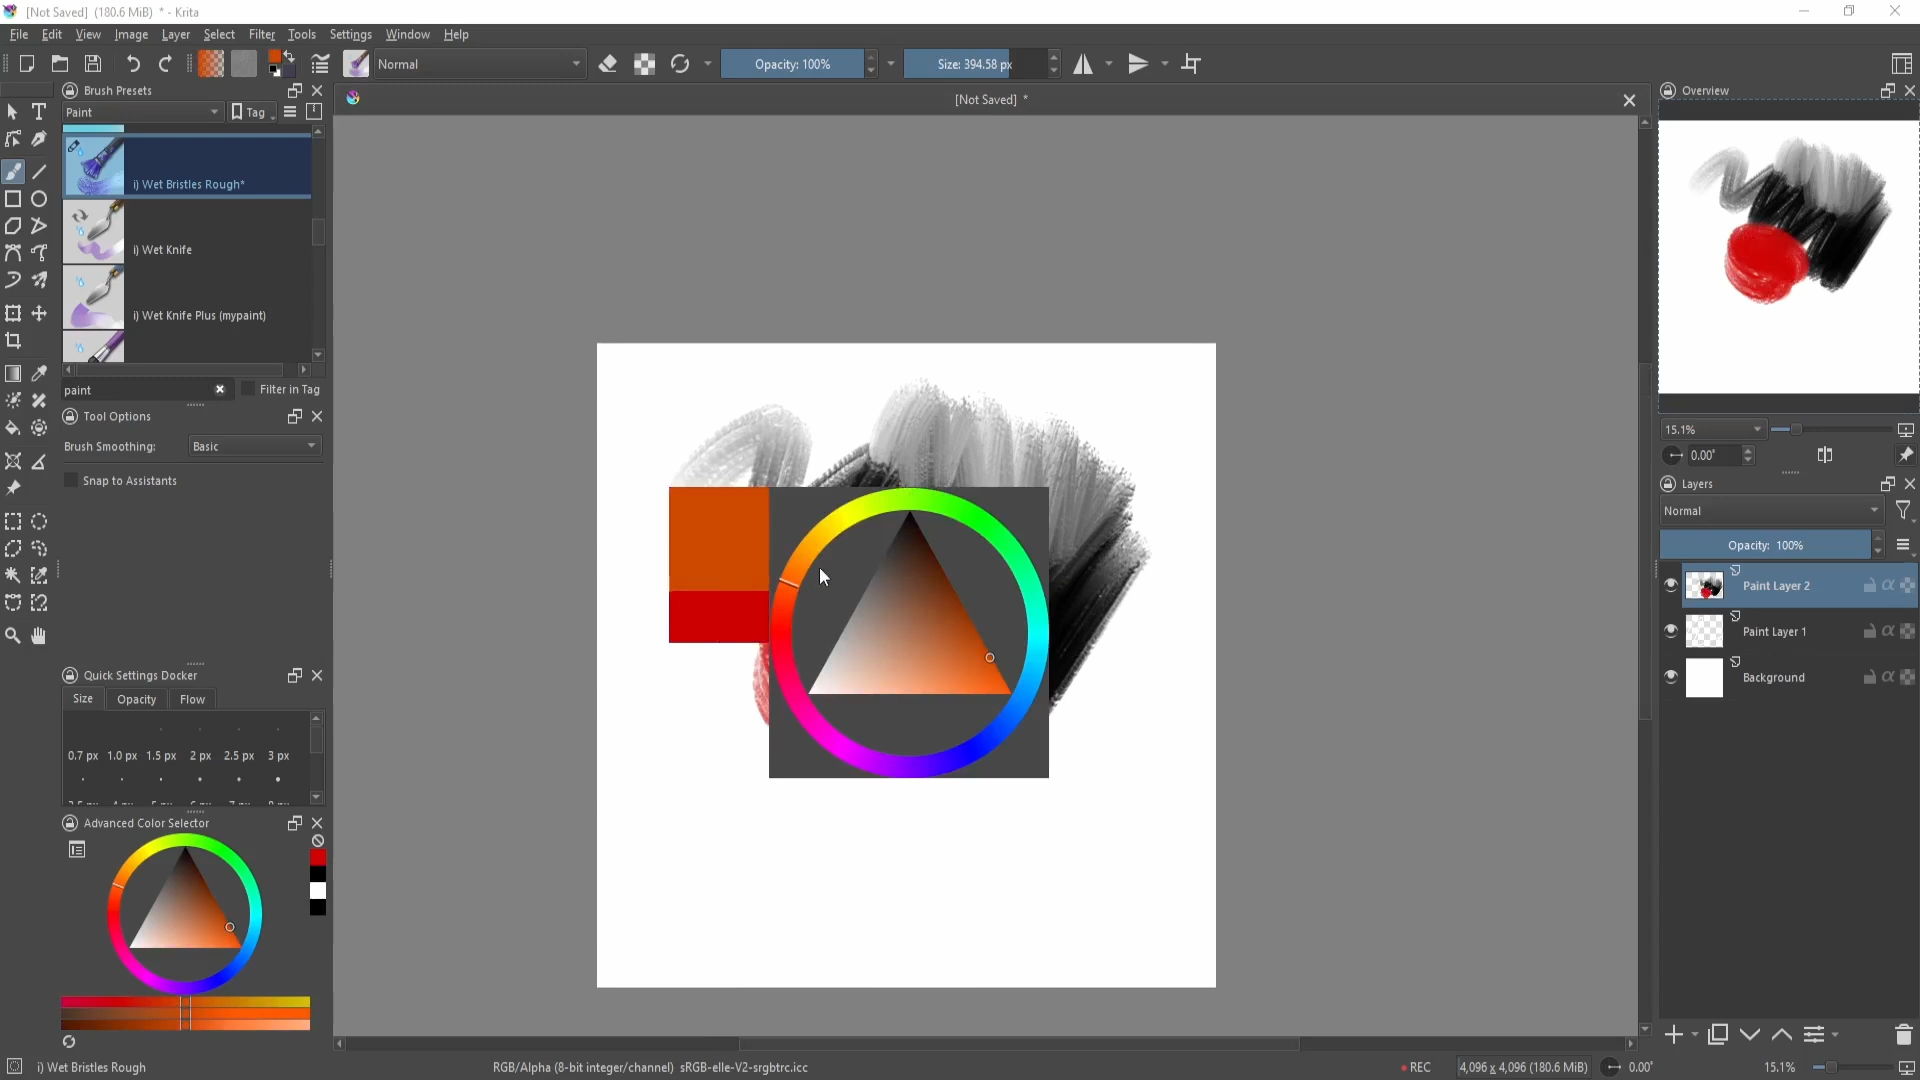 [Not Saved] (180.6 MiB) * - Krita
File Edit View Image Layer Select Filter Tools Settings Window Help
Normal
Opacity: 100%
Size: 394.58 px
Brush Presets
[Not Saved] *
Overview
Paint
Tag
i) Wet Bristles Rough*
i) Wet Knife
i) Wet Knife Plus (mypaint)
paint
Filter in Tag
Tool Options
Brush Smoothing: Basic
Snap to Assistants
15.1%
0.00°
Layers
Normal
Opacity: 100%
Paint Layer 2
Paint Layer 1
Background
Quick Settings Docker
Size Opacity Flow
0.7 px 1.0 px 1.5 px 2 px 2.5 px 3 px
Advanced Color Selector
i) Wet Bristles Rough
RGB/Alpha (8-bit integer/channel) sRGB-elle-V2-srgbtrc.icc
REC
4,096 x 4,096 (180.6 MiB)
0.00°
15.1%